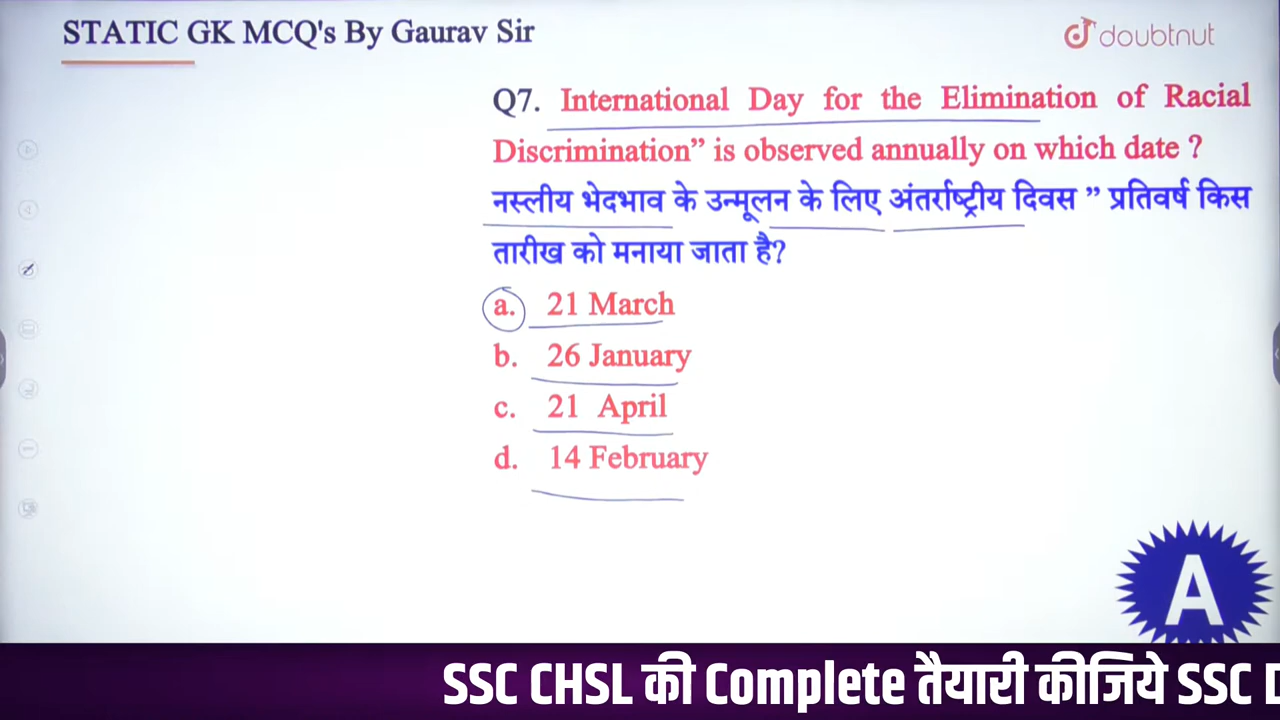 STATIC GK MCQ's By Gaurav Sir
doubtnut
Q7. International Day for the Elimination of Racial
Discrimination” is observed annually on which date ?
नस्लीय भेदभाव के उन्मूलन के लिए अंतर्राष्ट्रीय दिवस ” प्रतिवर्ष किस
तारीख को मनाया जाता है?
a. 21 March
b. 26 January
c. 21 April
d. 14 February
A
SSC CHSL की Complete तैयारी कीजिये SSC D